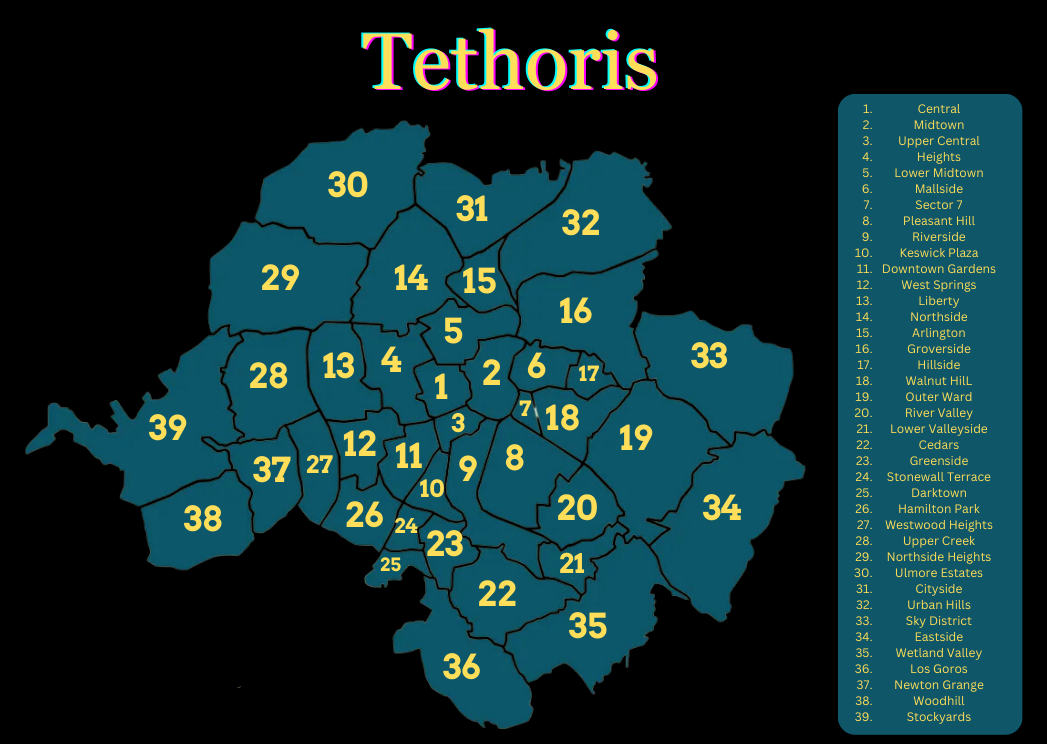 Tethoris
1. Central
2. Midtown
3. Upper Central
4. Heights
5. Lower Midtown
6. Mallside
7. Sector 7
8. Pleasant Hill
9. Riverside
10. Keswick Plaza
11. Downtown Gardens
12. West Springs
13. Liberty
14. Northside
15. Arlington
16. Groverside
17. Hillside
18. Walnut HilL
19. Outer Ward
20. River Valley
21. Lower Valleyside
22. Cedars
23. Greenside
24. Stonewall Terrace
25. Darktown
26. Hamilton Park
27. Westwood Heights
28. Upper Creek
29. Northside Heights
30. Ulmore Estates
31. Cityside
32. Urban Hills
33. Sky District
34. Eastside
35. Wetland Valley
36. Los Goros
37. Newton Grange
38. Woodhill
39. Stockyards
30
31
32
29
14
15
16
5
33
13
4
28
1
2
6
17
39
3
7
18
19
12
11
27
37
9
8
10
38
26
20
34
24
23
25
21
22
35
36